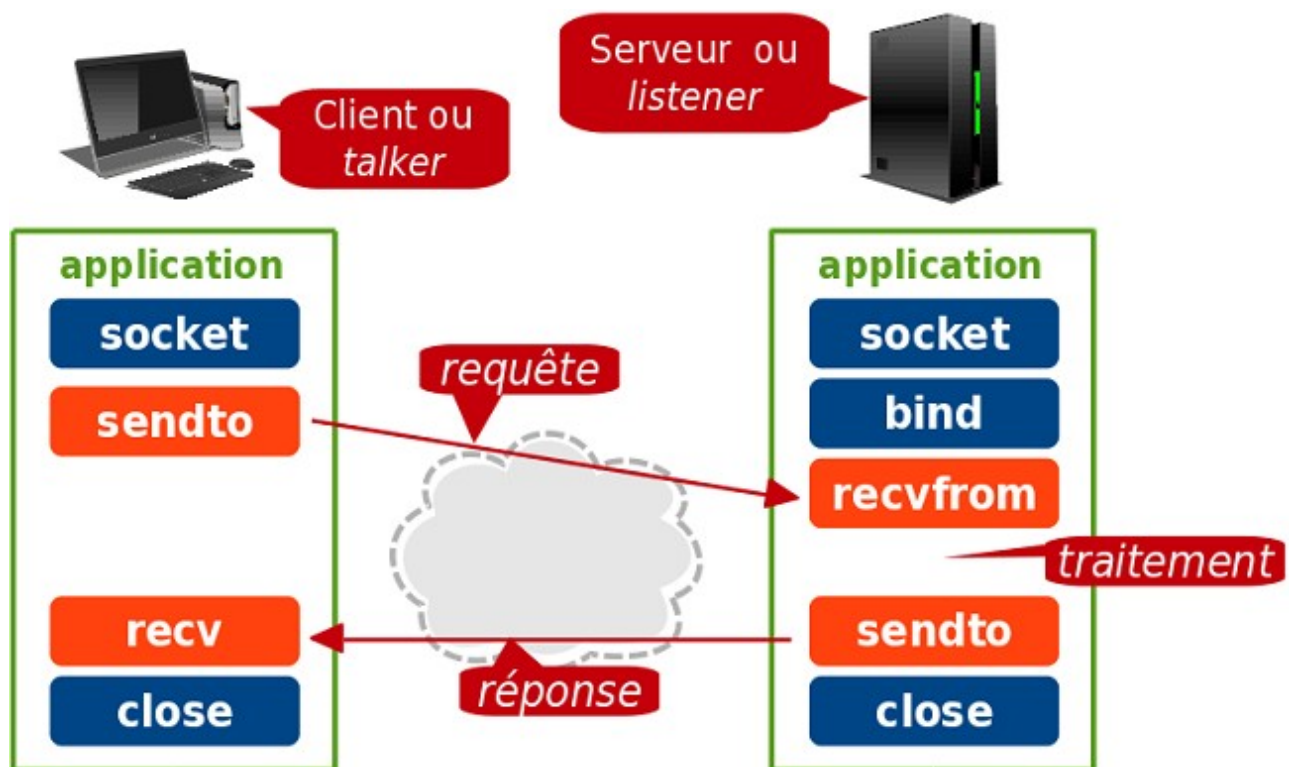 Client ou
talker
Serveur ou
listener
application
socket
sendto
recv
close
requête
réponse
application
socket
bind
recvfrom
traitement
sendto
close